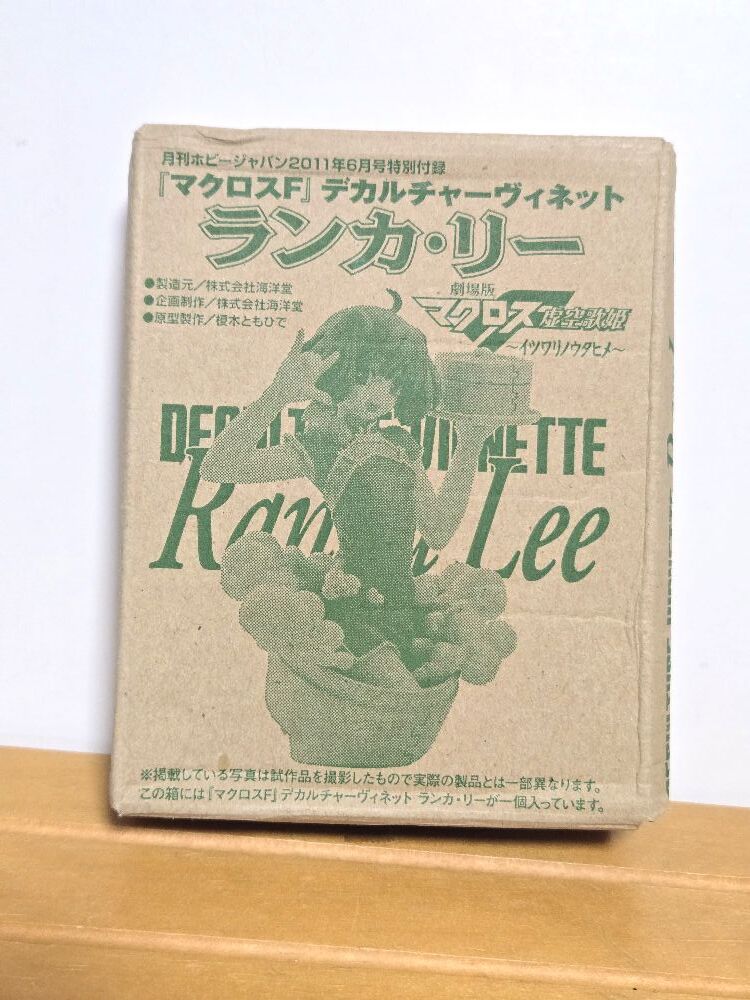 月刊ホビージャパン2011年6月号特別付録
『マクロスF』デカルチャーヴィネット
ランカ・リー
●製造元／株式会社海洋堂
●企画制作／株式会社海洋堂
●原型製作／榎木ともひで
劇場版
マクロスF 虚空歌姫
～イツワリノウタヒメ～
Lee
※掲載している写真は試作品を撮影したもので実際の製品とは一部異なります。
この箱には『マクロスF』デカルチャーヴィネット ランカ・リーが一個入っています。